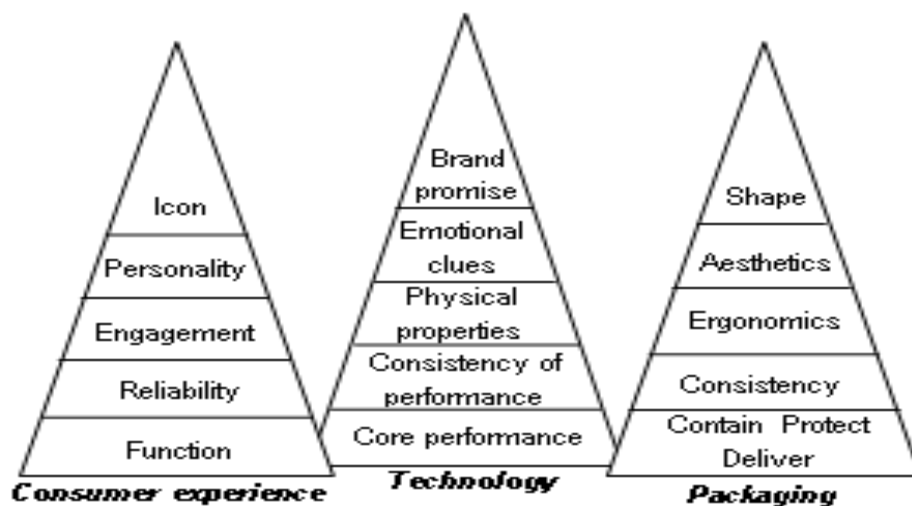 Icon
Personality
Engagement
Reliability
Function
Consumer experience
Brand
promise
Emotional
clues
Physical
properties
Consistency of
performance
Core performance
Technology
Shape
Aesthetics
Ergonomics
Consistency
Contain Protect
Deliver
Packaging